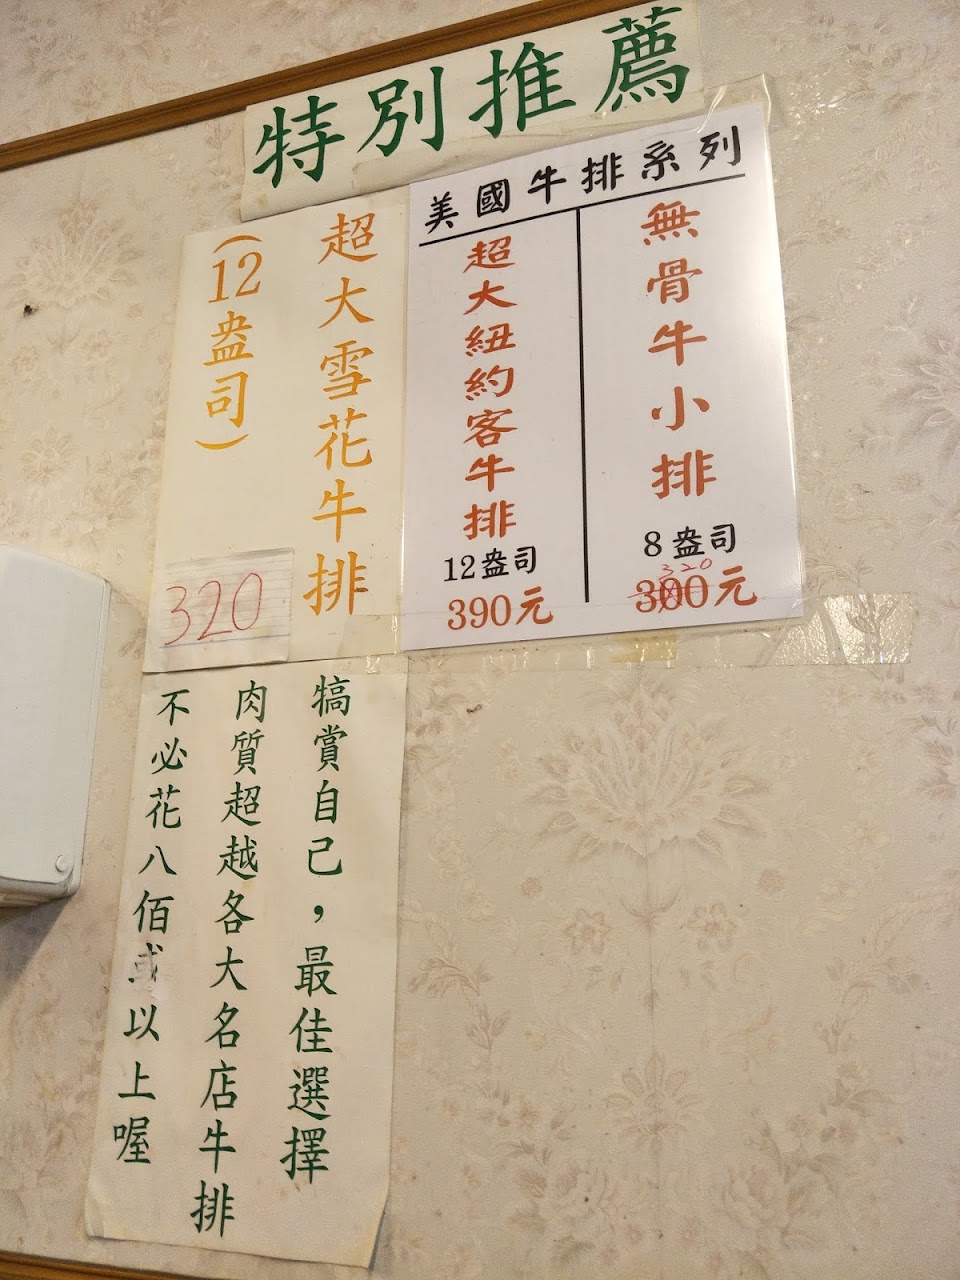 特別推薦
美國牛排系列
無骨牛小排
8盎司
320
300元
超大紐約客牛排
12盎司
390元
超大雪花牛排
(12盎司)
320
犒賞自己，最佳選擇
肉質超越各大名店牛排
不必花八佰或以上喔